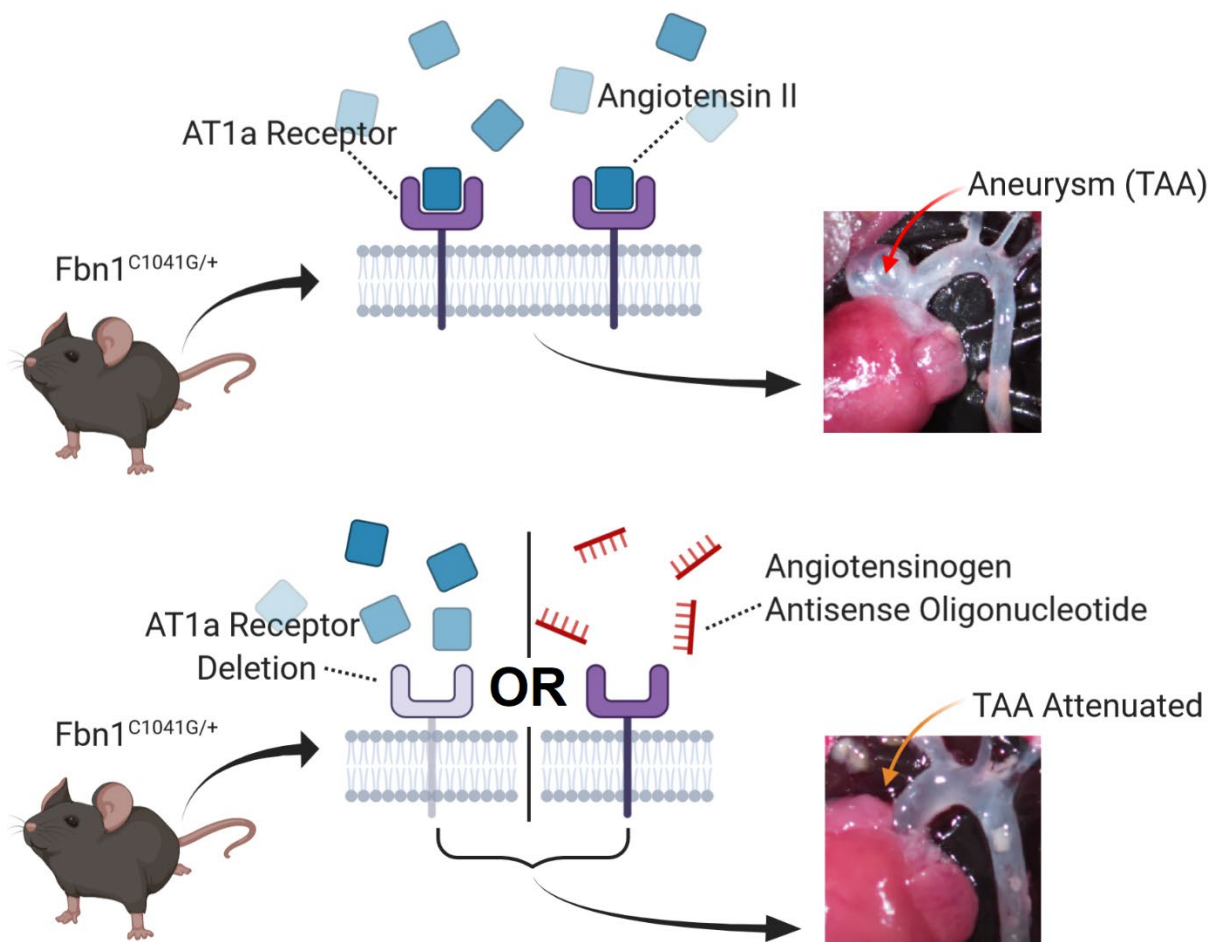 Angiotensin II
AT1a Receptor
Aneurysm (TAA)
Fbn1C1041G/+
Angiotensinogen
Antisense Oligonucleotide
AT1a Receptor
Deletion
OR
TAA Attenuated
Fbn1C1041G/+